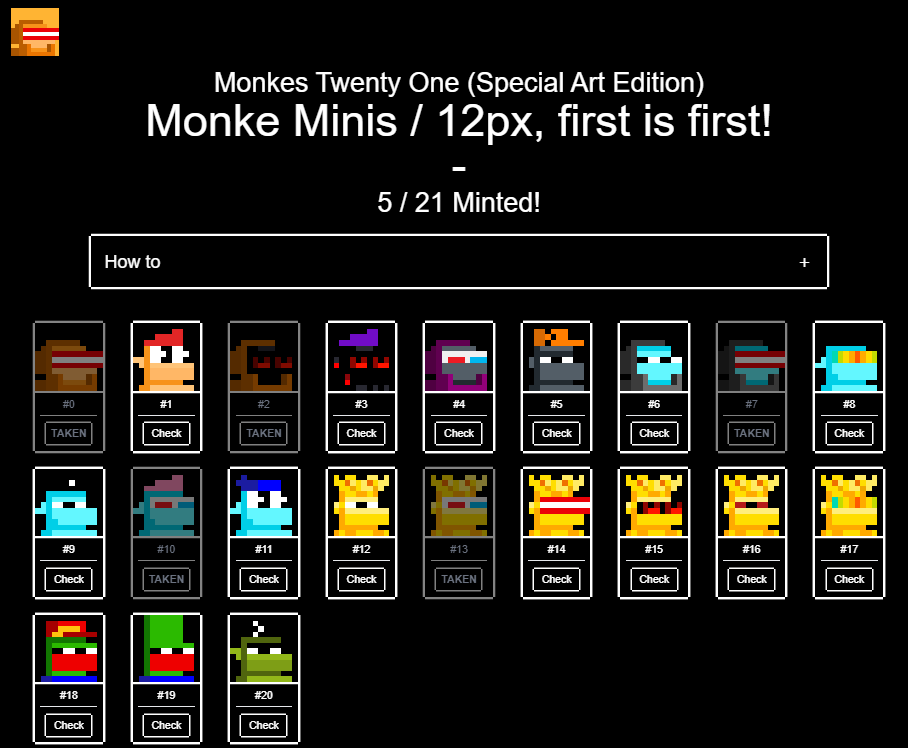 Monkes Twenty One (Special Art Edition)
Monke Minis / 12px, first is first!
-
5 / 21 Minted!
How to +
#0 #1 #2 #3 #4 #5 #6 #7 #8
TAKEN Check TAKEN Check Check Check Check TAKEN Check
#9 #10 #11 #12 #13 #14 #15 #16 #17
Check TAKEN Check Check TAKEN Check Check Check Check
#18 #19 #20
Check Check Check